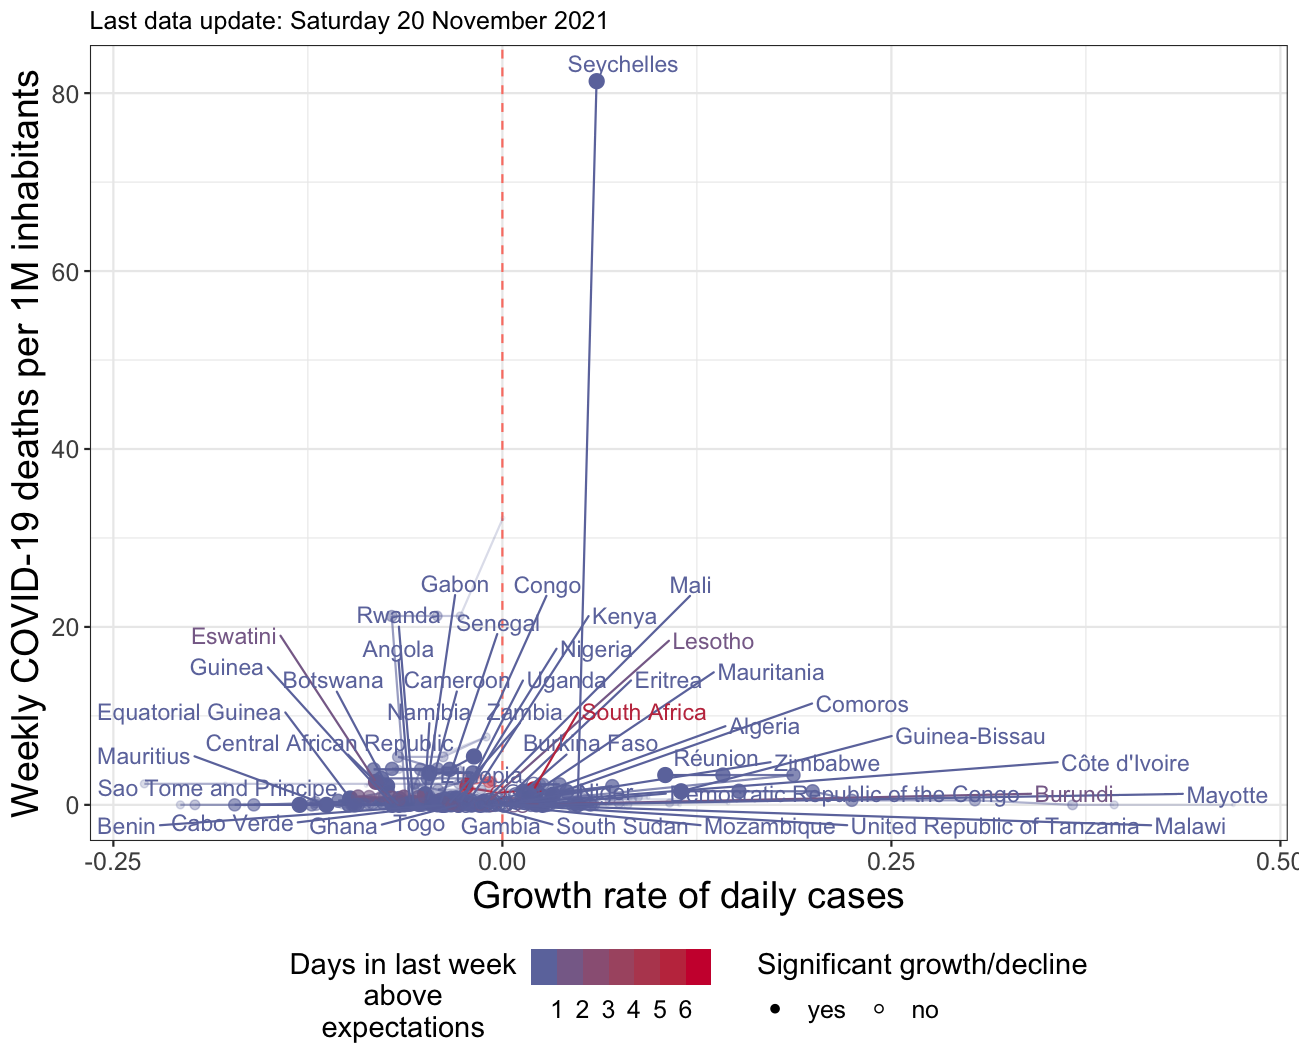 Last data update: Saturday 20 November 2021
Weekly COVID-19 deaths per 1M inhabitants
80
60
40
20
0
Seychelles
Gabon
Congo
Mali
Rwanda
Senegal
Kenya
Eswatini
Lesotho
Angola
Nigeria
Guinea
Botswana
Cameroon
Uganda
Eritrea
Mauritania
Equatorial Guinea
Namibia
Zambia
South Africa
Comoros
Algeria
Central African Republic
Burkina Faso
Guinea-Bissau
Mauritius
Réunion
Zimbabwe
Côte d'Ivoire
Sao Tome and Principe
Democratic Republic of the Congo
Burundi
Mayotte
Benin
Cabo Verde
Ghana
Togo
Gambia
South Sudan
Mozambique
United Republic of Tanzania
Malawi
-0.25
0.00
0.25
Growth rate of daily cases
Days in last week
above
expectations
1 2 3 4 5 6
Significant growth/decline
yes
no